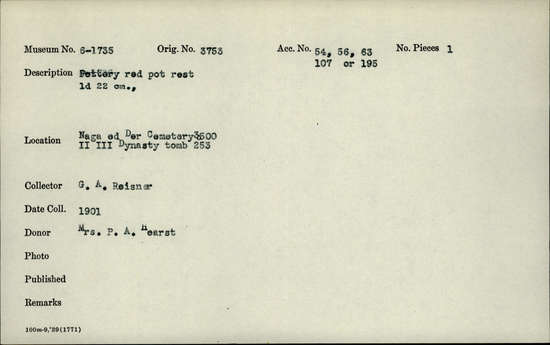 Museum No. 6-1735 Orig. No. 3753 Acc. No. 54, 56, 63 No. Pieces 1
107 or 195
Description Pottery red pot rest
ld 22 cm.,
Location Naga ed Der Cemetery 3500
II III Dynasty tomb 253
Collector G. A. Reisner
Date Coll. 1901
Donor Mrs. P. A. Hearst
Photo
Published
Remarks
100m-9,'29(1771)